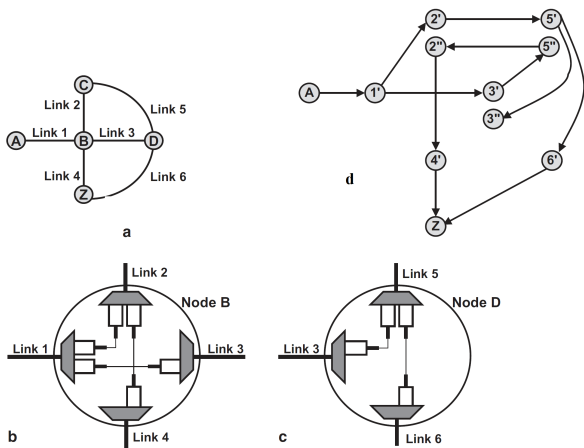 C
Link 2
Link 5
A
Link 1
B
Link 3
D
Link 4
Link 6
Z
a
2'
5'
2"
5"
A
1'
3'
3"
4'
6'
d
Z
Link 2
Node B
Link 1
Link 3
Link 4
b
Link 5
Node D
Link 3
Link 6
c